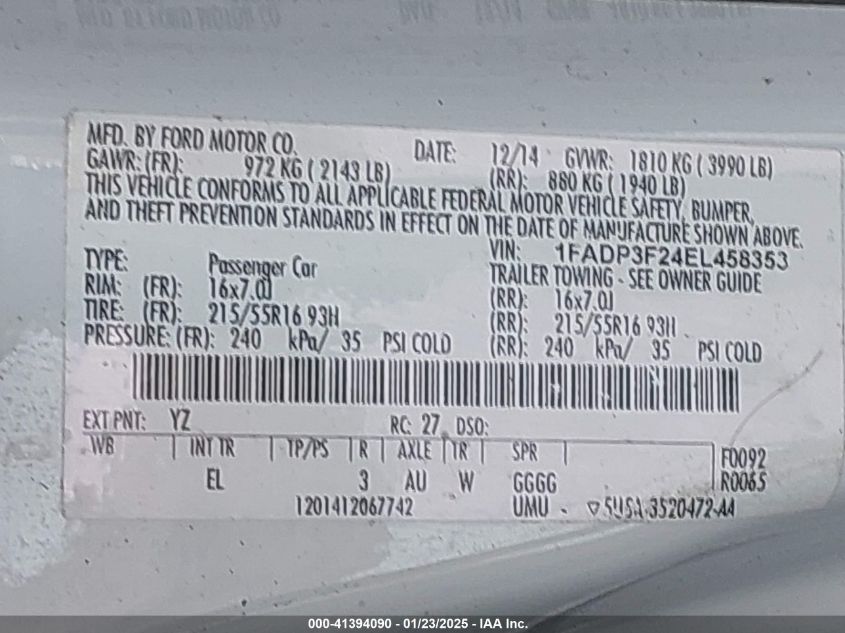 MFD. BY FORD MOTOR CO.
DATE: 12/14 GVWR: 1810 KG ( 3990 LB)
GAWR: (FR): 972 KG ( 2143 LB) (RR): 880 KG ( 1940 LB)
THIS VEHICLE CONFORMS TO ALL APPLICABLE FEDERAL MOTOR VEHICLE SAFETY, BUMPER,
AND THEFT PREVENTION STANDARDS IN EFFECT ON THE DATE OF MANUFACTURE SHOWN ABOVE.
VIN: 1FADP3F24EL458353
TYPE: Passenger Car TRAILER TOWING - SEE OWNER GUIDE
RIM: (FR): 16x7.0J (RR): 16x7.0J
TIRE: (FR): 215/55R16 93H (RR): 215/55R16 93H
PRESSURE: (FR): 240 kPa/ 35 PSI COLD (RR): 240 kPa/ 35 PSI COLD
EXT PNT: YZ RC: 27 DSO:
WB | INT TR | TP/PS | R | AXLE | TR | SPR | F0092
EL 3 AU W GGGG R0065
1201412067742 UMU - 5U5A-3520472-AA
000-41394090 — 01/23/2025 — IAA Inc.